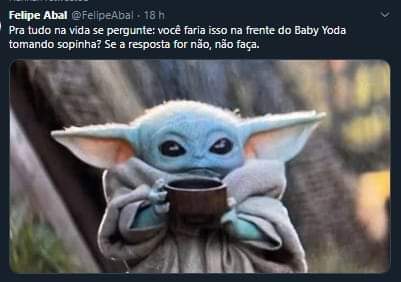 Felipe Abal @FelipeAbal · 18 h
Pra tudo na vida se pergunte: você faria isso na frente do Baby Yoda
tomando sopinha? Se a resposta for não, não faça.